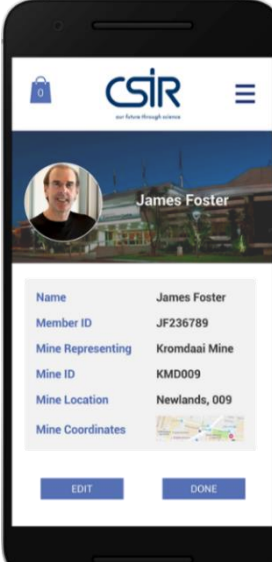 0
CSIR
our future through science
James Foster
Name James Foster
Member ID JF236789
Mine Representing Kromdaai Mine
Mine ID KMD009
Mine Location Newlands, 009
Mine Coordinates
EDIT DONE